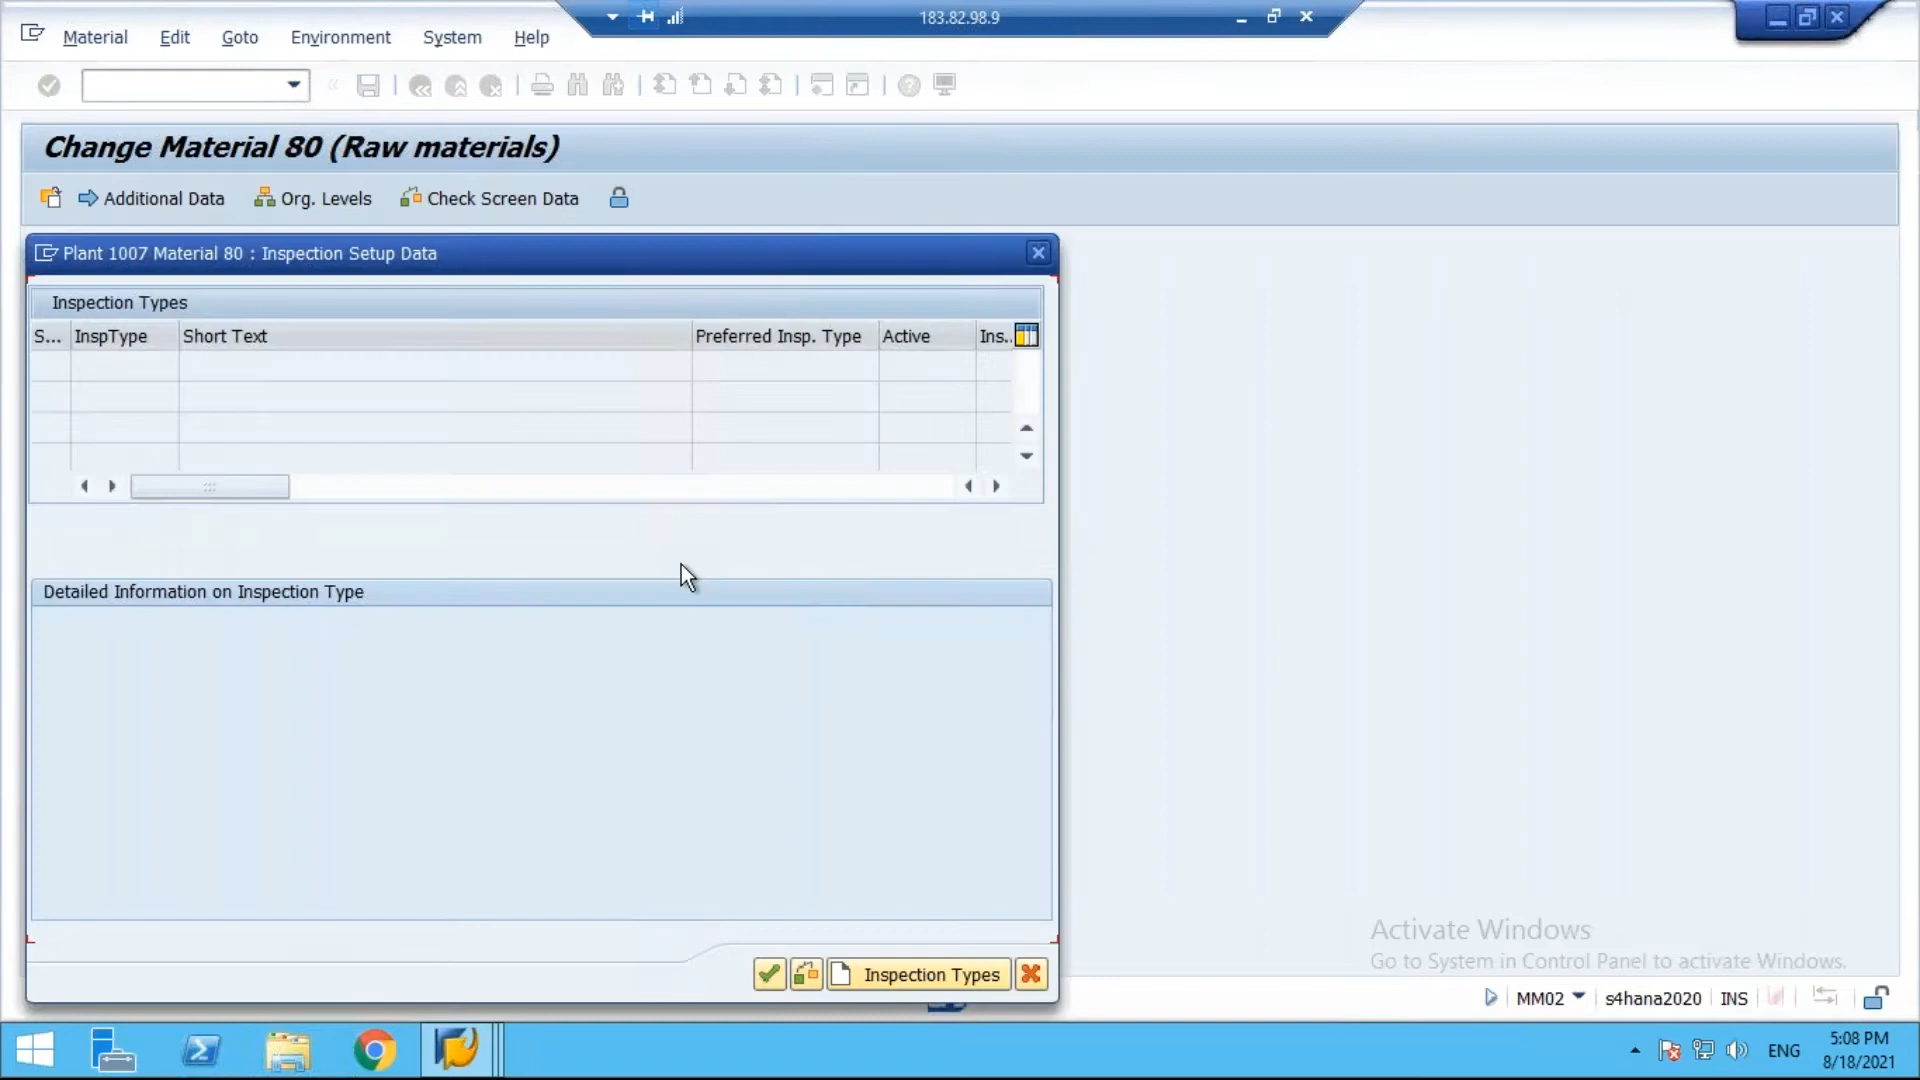 183.82.98.9
Material Edit Goto Environment System Help
Change Material 80 (Raw materials)
Additional Data Org. Levels Check Screen Data
Plant 1007 Material 80 : Inspection Setup Data
Inspection Types
S... InspType Short Text Preferred Insp. Type Active Ins..
Detailed Information on Inspection Type
Inspection Types
Activate Windows
Go to System in Control Panel to activate Windows.
MM02 s4hana2020 INS
ENG
5:08 PM
8/18/2021